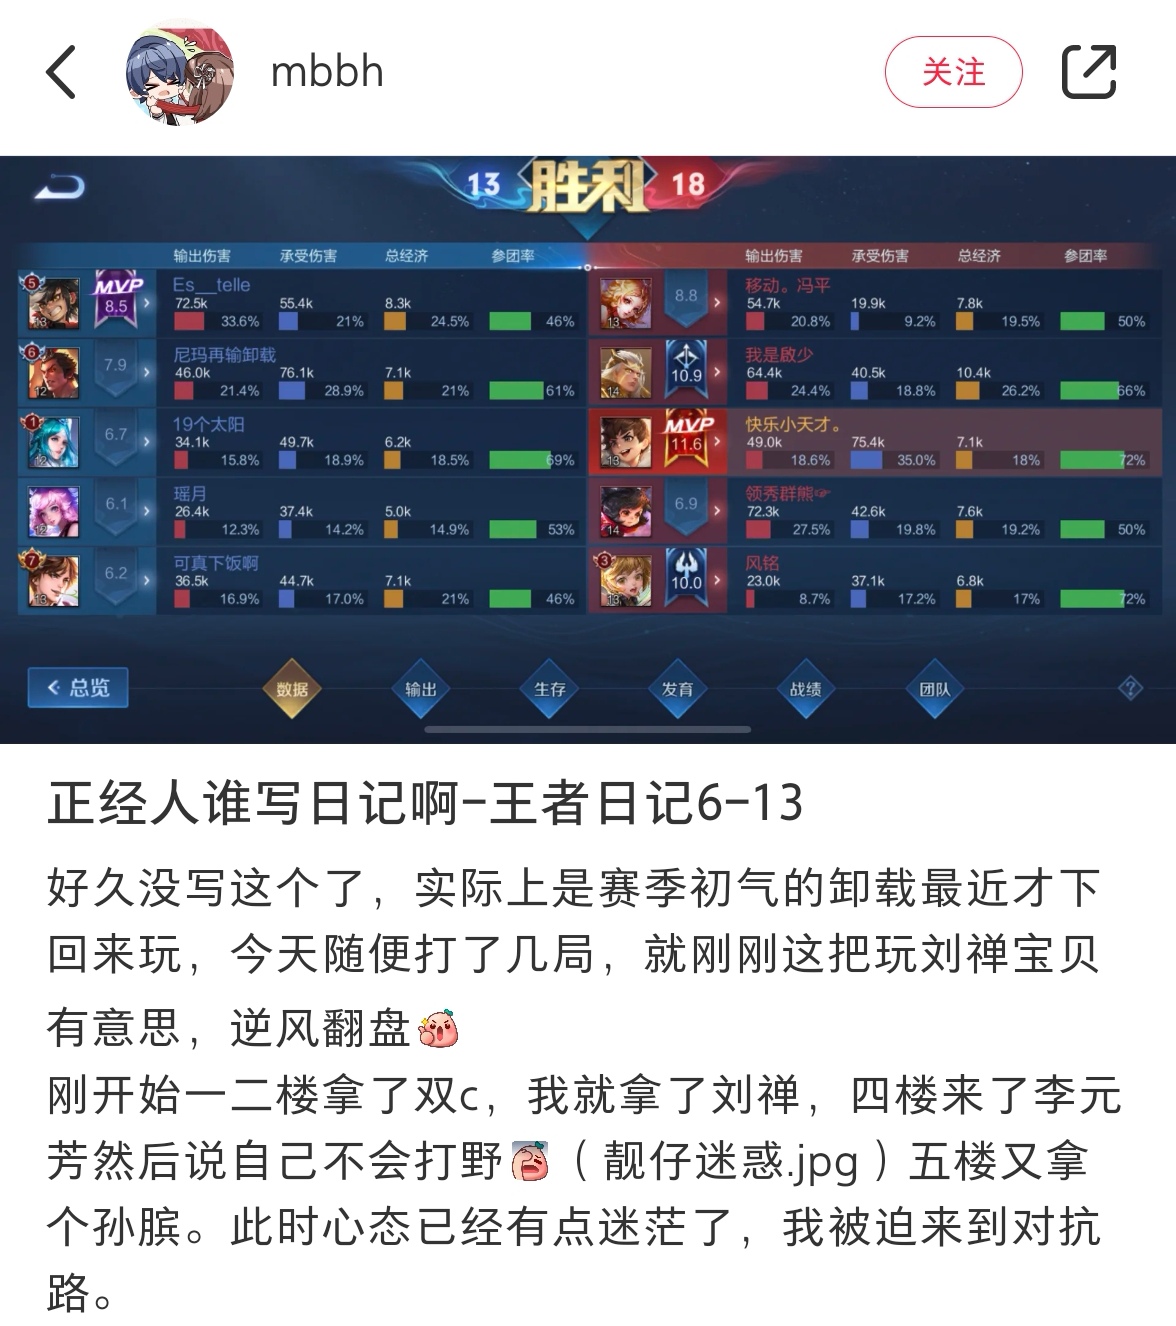 mbbh
关注
13 胜利 18
输出伤害 承受伤害 总经济 参团率 输出伤害 承受伤害 总经济 参团率
5 13 MVP 8.5 Es__telle
72.5k 55.4k 8.3k
33.6% 21% 24.5% 46%
13 8.8 移动。冯平
54.7k 19.9k 7.8k
20.8% 9.2% 19.5% 50%
6 12 7.9 尼玛再输卸载
46.0k 76.1k 7.1k
21.4% 28.9% 21% 61%
14 10.9 我是啟少
64.4k 40.5k 10.4k
24.4% 18.8% 26.2% 66%
1 12 6.7 19个太阳
34.1k 49.7k 6.2k
15.8% 18.9% 18.5% 69%
13 MVP 11.6 快乐小天才。
49.0k 75.4k 7.1k
18.6% 35.0% 18% 72%
12 6.1 瑶月
26.4k 37.4k 5.0k
12.3% 14.2% 14.9% 53%
14 6.9 领秀群熊☞
72.3k 42.6k 7.6k
27.5% 19.8% 19.2% 50%
7 13 6.2 可真下饭啊
36.5k 44.7k 7.1k
16.9% 17.0% 21% 46%
3 13 10.0 风铭
23.0k 37.1k 6.8k
8.7% 17.2% 17% 72%
总览 数据 输出 生存 发育 战绩 团队 ?
正经人谁写日记啊-王者日记6-13
好久没写这个了，实际上是赛季初气的卸载最近才下
回来玩，今天随便打了几局，就刚刚这把玩刘禅宝贝
有意思，逆风翻盘
刚开始一二楼拿了双c，我就拿了刘禅，四楼来了李元
芳然后说自己不会打野（靓仔迷惑.jpg）五楼又拿
个孙膑。此时心态已经有点迷茫了，我被迫来到对抗
路。